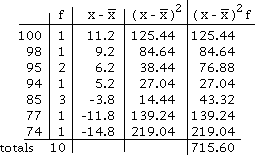 f x - x̅ (x - x̅)² (x - x̅)² f
100 1 11.2 125.44 125.44
98 1 9.2 84.64 84.64
95 2 6.2 38.44 76.88
94 1 5.2 27.04 27.04
85 3 -3.8 14.44 43.32
77 1 -11.8 139.24 139.24
74 1 -14.8 219.04 219.04
totals 10 715.60